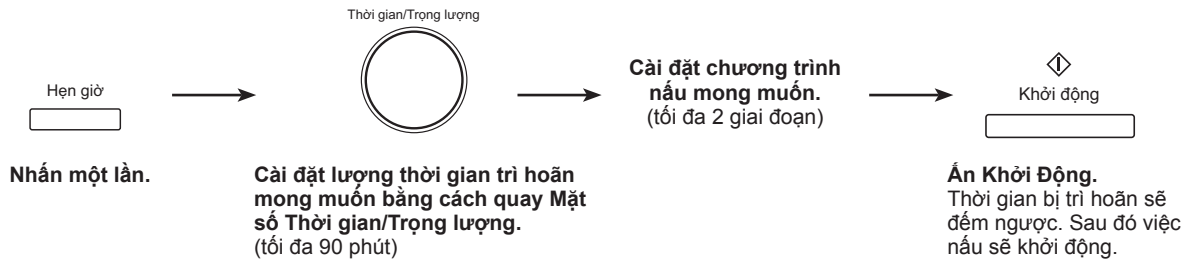 Hẹn giờ
Nhấn một lần.
Thời gian/Trọng lượng
Cài đặt lượng thời gian trì hoãn
mong muốn bằng cách quay Mặt
số Thời gian/Trọng lượng.
(tối đa 90 phút)
Cài đặt chương trình
nấu mong muốn.
(tối đa 2 giai đoạn)
Khởi động
Ấn Khởi Động.
Thời gian bị trì hoãn sẽ
đếm ngược. Sau đó việc
nấu sẽ khởi động.